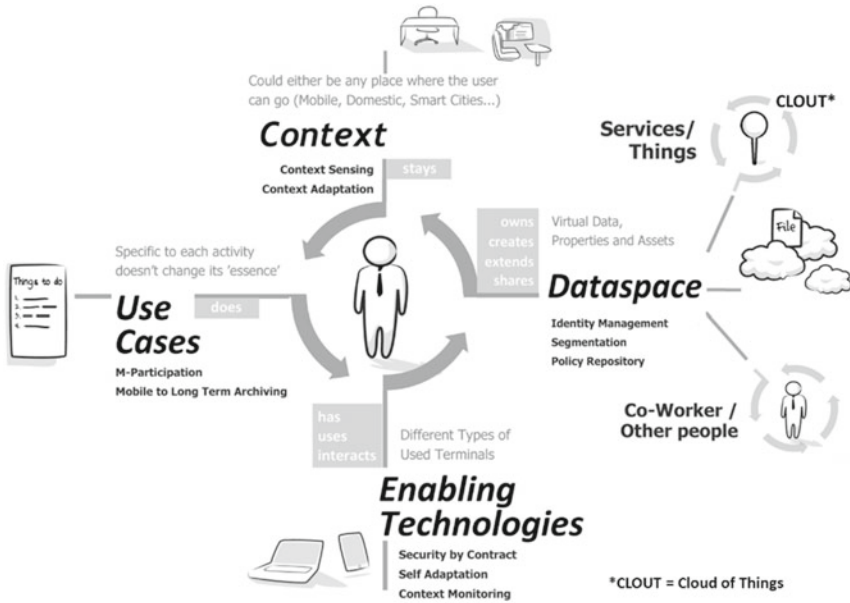 Could either be any place where the user
can go (Mobile, Domestic, Smart Cities...)
Context
Context Sensing
Context Adaptation
stays
CLOUT*
Services/
Things
owns
creates
extends
shares
Virtual Data,
Properties and Assets
File
Dataspace
Identity Management
Segmentation
Policy Repository
Specific to each activity
doesn't change its 'essence'
Things to do
1.
2.
3.
4.
does
Use
Cases
M-Participation
Mobile to Long Term Archiving
Co-Worker /
Other people
has
uses
interacts
Different Types of
Used Terminals
Enabling
Technologies
Security by Contract
Self Adaptation
Context Monitoring
*CLOUT = Cloud of Things